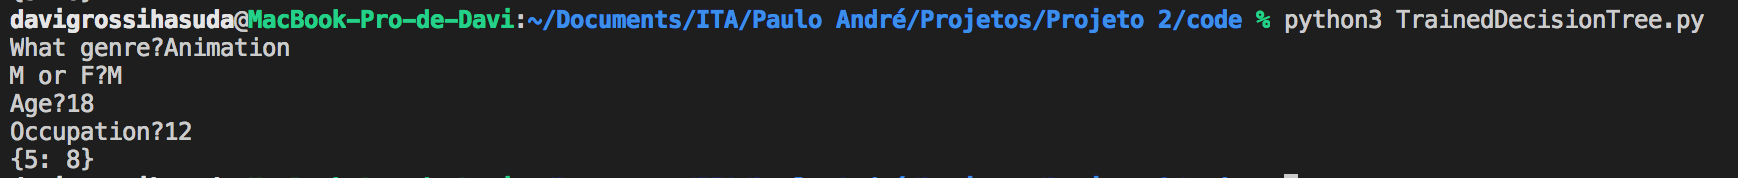 davigrossihasuda@MacBook-Pro-de-Davi:~/Documents/ITA/Paulo André/Projetos/Projeto 2/code % python3 TrainedDecisionTree.py
What genre?Animation
M or F?M
Age?18
Occupation?12
{5: 8}